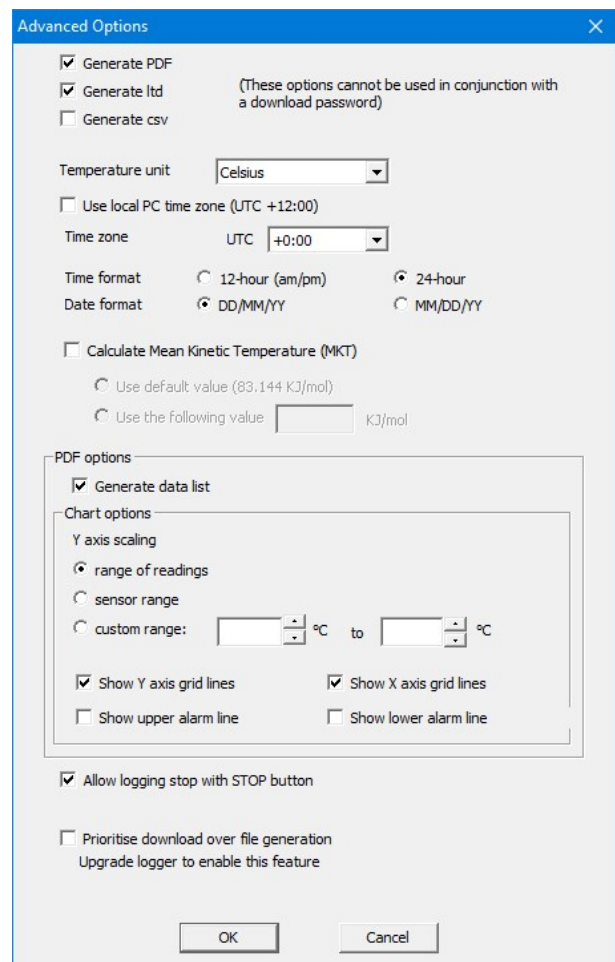 Advanced Options
Generate PDF
Generate ltd
(These options cannot be used in conjunction with
a download password)
Generate csv
Temperature unit Celsius
Use local PC time zone (UTC +12:00)
Time zone UTC +0:00
Time format 12-hour (am/pm) 24-hour
Date format DD/MM/YY MM/DD/YY
Calculate Mean Kinetic Temperature (MKT)
Use default value (83.144 KJ/mol)
Use the following value KJ/mol
PDF options
Generate data list
Chart options
Y axis scaling
range of readings
sensor range
custom range: ºC to ºC
Show Y axis grid lines Show X axis grid lines
Show upper alarm line Show lower alarm line
Allow logging stop with STOP button
Prioritise download over file generation
Upgrade logger to enable this feature
OK Cancel